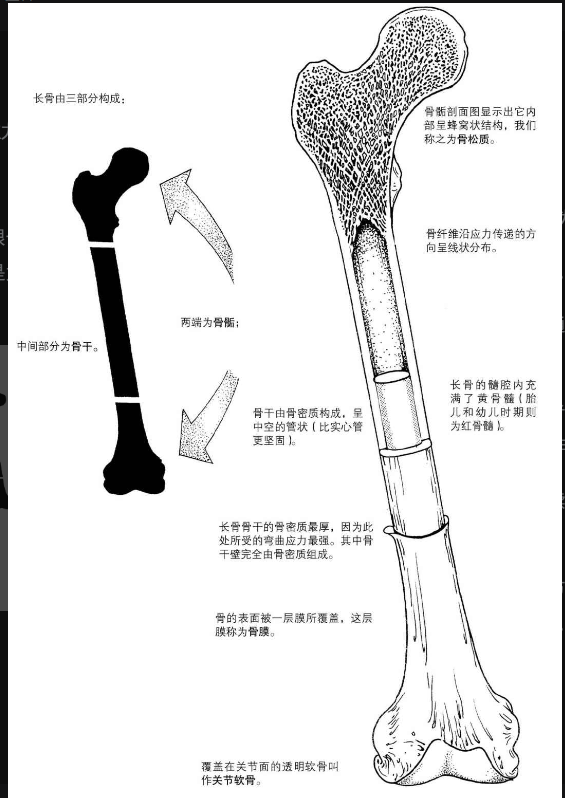 长骨由三部分构成：
骨骺剖面图显示出它内
部呈蜂窝状结构，我们
称之为骨松质。
骨纤维沿应力传递的方
向呈线状分布。
两端为骨骺；
中间部分为骨干。
长骨的髓腔内充
满了黄骨髓（胎
儿和幼儿时期则
为红骨髓）。
骨干由骨密质构成，呈
中空的管状（比实心管
更坚固）。
长骨骨干的骨密质最厚，因为此
处所受的弯曲应力最强。其中骨
干壁完全由骨密质组成。
骨的表面被一层膜所覆盖，这层
膜称为骨膜。
覆盖在关节面的透明软骨叫
作关节软骨。